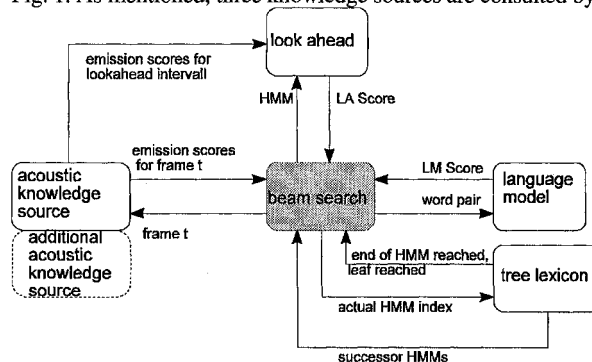 Fig. 1. As mentioned, three knowledge sources are consulted by
look ahead
emission scores for
lookahead intervall
HMM
LA Score
emission scores
for frame t
LM Score
acoustic
knowledge
source
beam search
language
model
word pair
frame t
additional
acoustic
knowledge
source
end of HMM reached,
leaf reached
tree lexicon
actual HMM index
successor HMMs